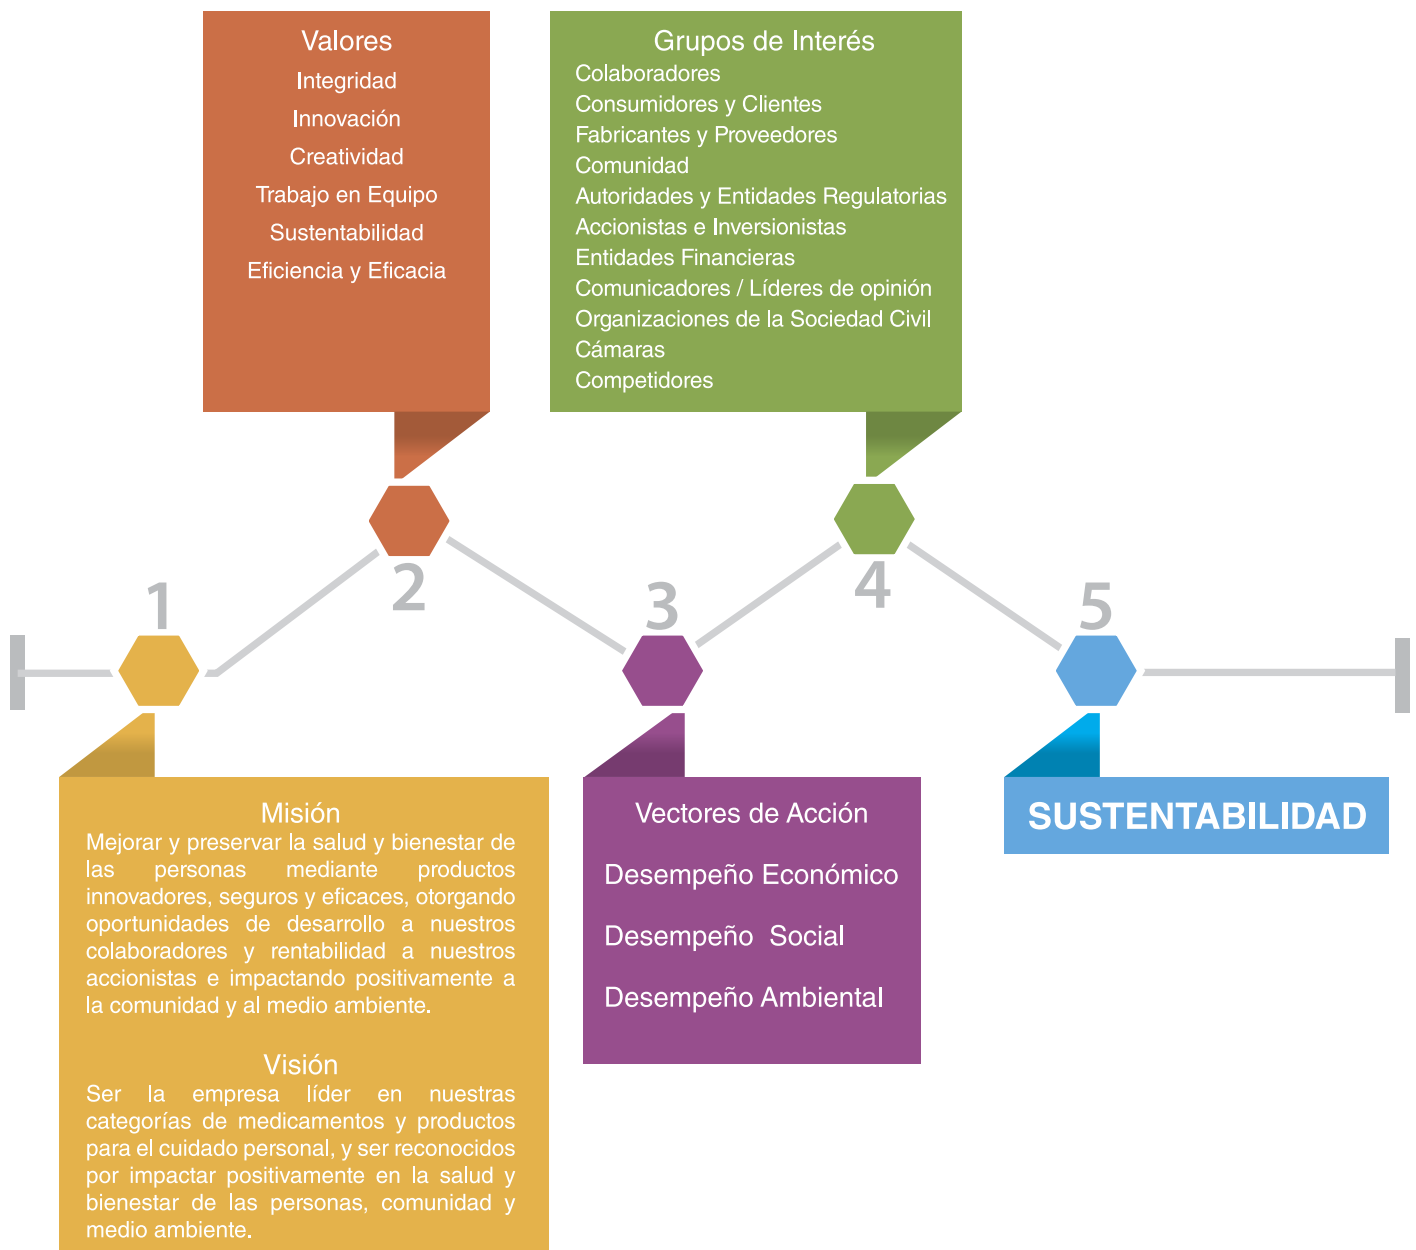 Valores
Integridad
Innovación
Creatividad
Trabajo en Equipo
Sustentabilidad
Eficiencia y Eficacia
Grupos de Interés
Colaboradores
Consumidores y Clientes
Fabricantes y Proveedores
Comunidad
Autoridades y Entidades Regulatorias
Accionistas e Inversionistas
Entidades Financieras
Comunicadores / Líderes de opinión
Organizaciones de la Sociedad Civil
Cámaras
Competidores
1
2
3
4
5
Misión
Mejorar y preservar la salud y bienestar de
las personas mediante productos
innovadores, seguros y eficaces, otorgando
oportunidades de desarrollo a nuestros
colaboradores y rentabilidad a nuestros
accionistas e impactando positivamente a
la comunidad y al medio ambiente.
Visión
Ser la empresa líder en nuestras
categorías de medicamentos y productos
para el cuidado personal, y ser reconocidos
por impactar positivamente en la salud y
bienestar de las personas, comunidad y
medio ambiente.
Vectores de Acción
Desempeño Económico
Desempeño Social
Desempeño Ambiental
SUSTENTABILIDAD